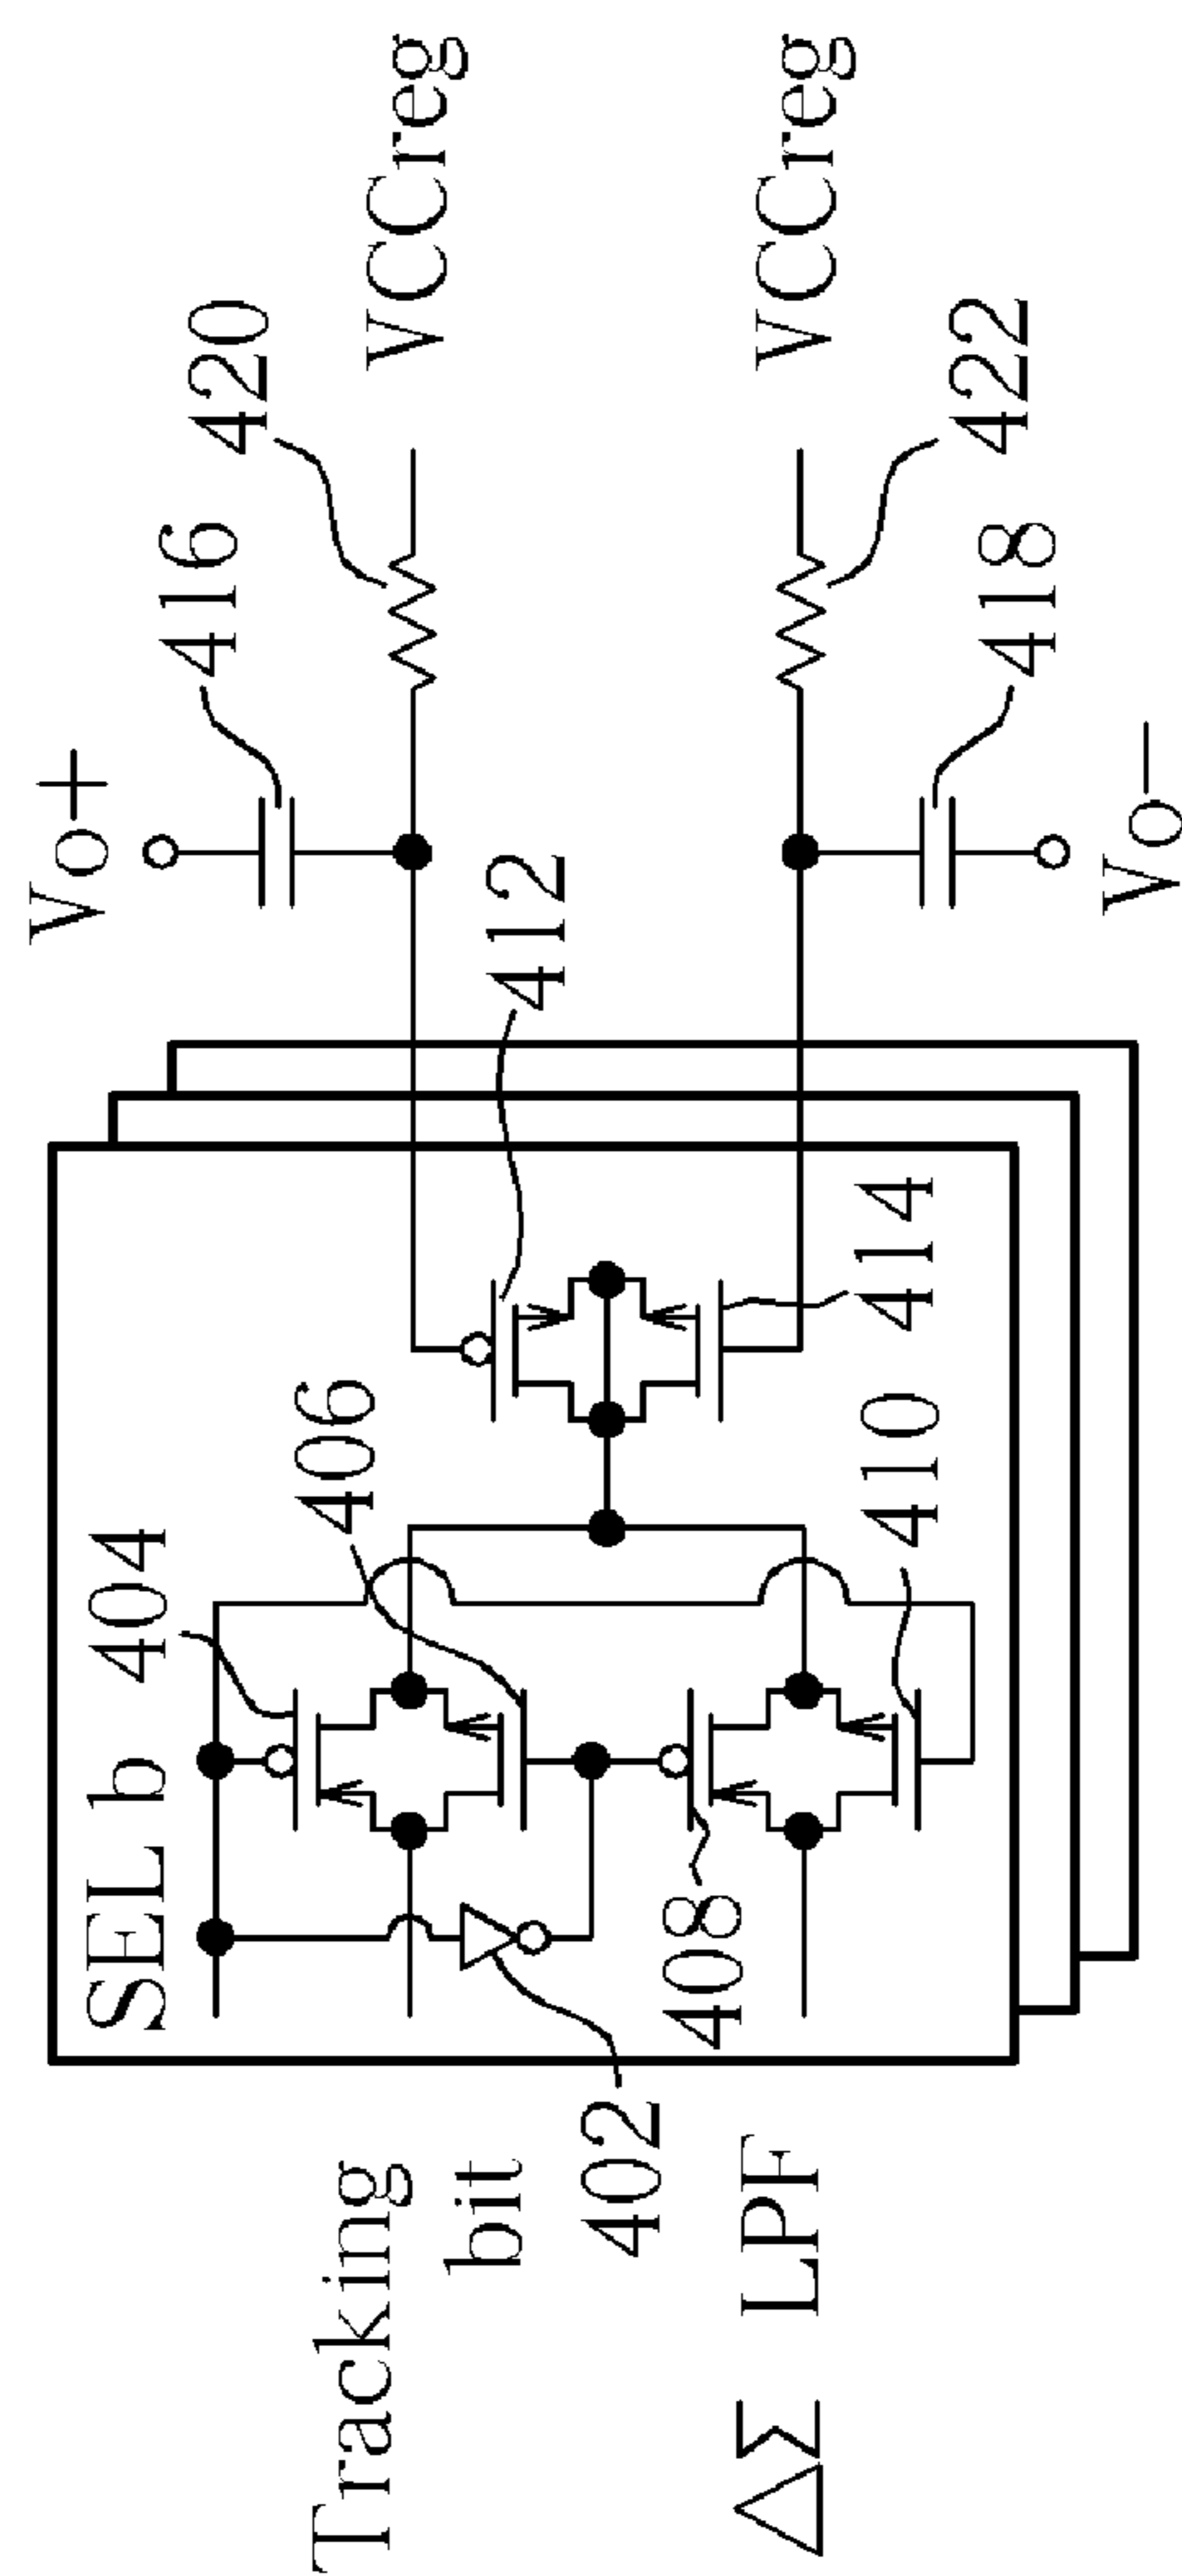 Vo+
SEL b 404
416
420
406
Tracking
bit
VCCreg
412
402
408
ΔΣ LPF
VCCreg
410
414
422
418
Vo−